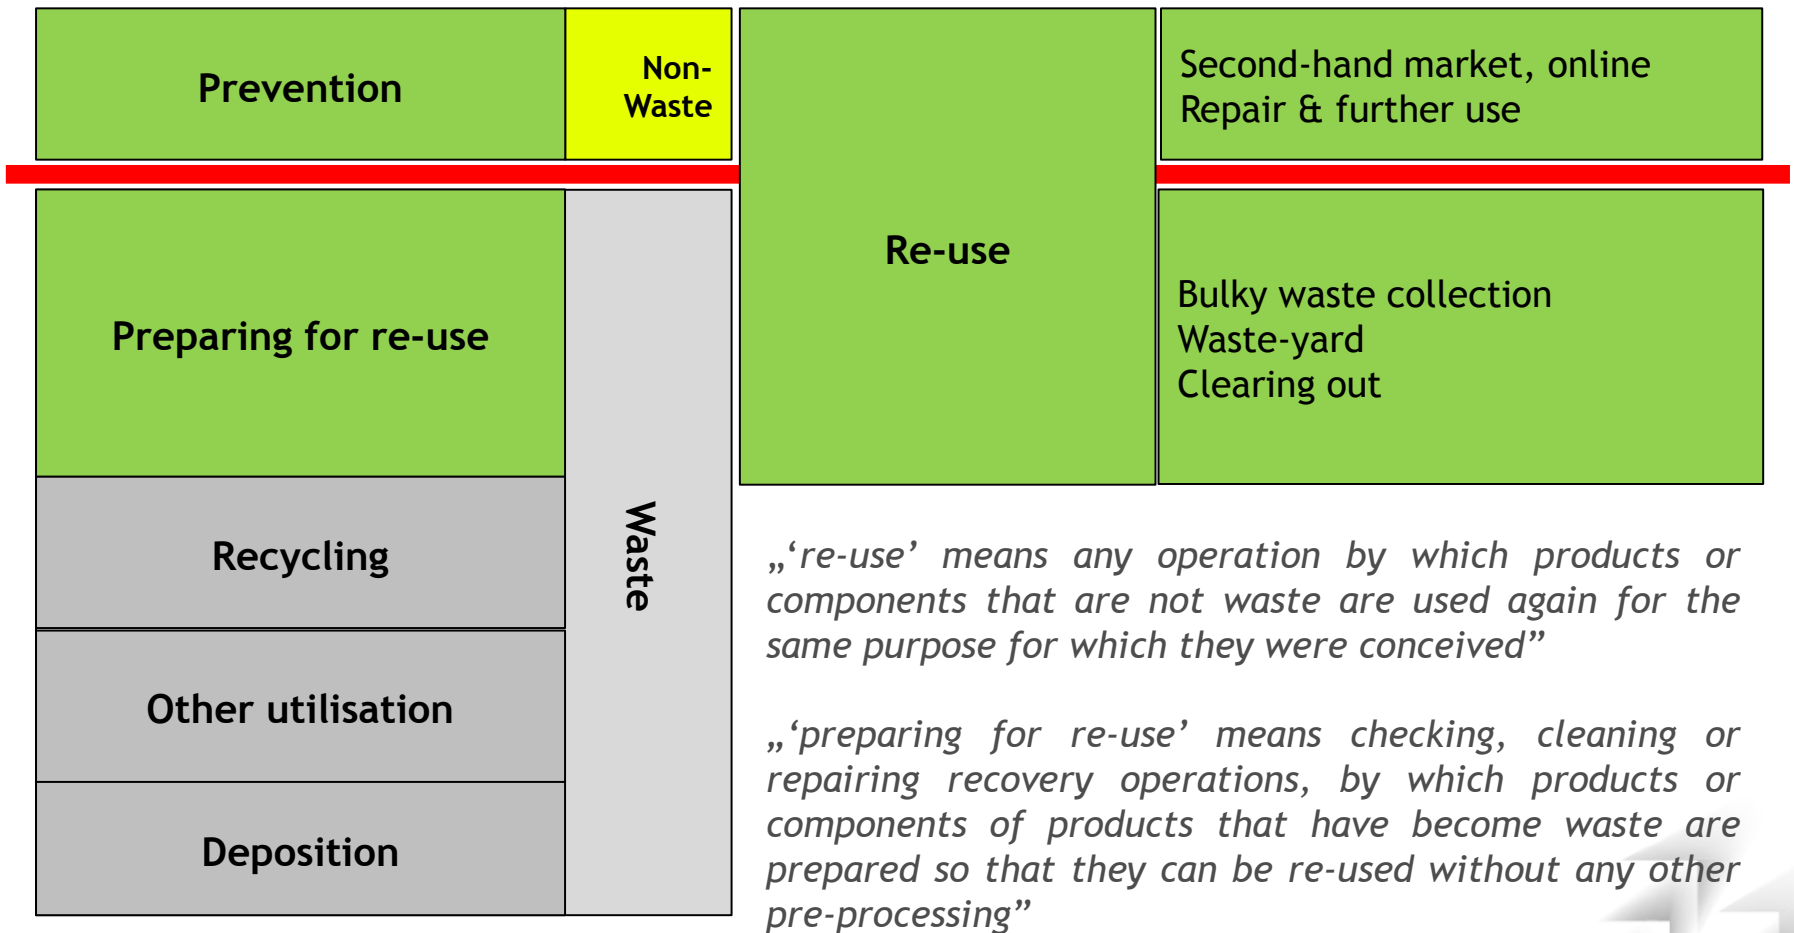 Prevention
Non-
Waste
Second-hand market, online
Repair & further use
Re-use
Preparing for re-use
Bulky waste collection
Waste-yard
Clearing out
Recycling
Waste
Other utilisation
Deposition
„‘re-use’ means any operation by which products or
components that are not waste are used again for the
same purpose for which they were conceived”
„‘preparing for re-use’ means checking, cleaning or
repairing recovery operations, by which products or
components of products that have become waste are
prepared so that they can be re-used without any other
pre-processing”